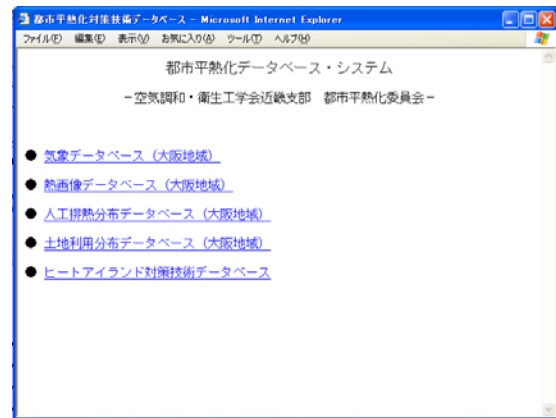 都市平熱化対策技術データベース - Microsoft Internet Explorer
ファイル(F) 編集(E) 表示(V) お気に入り(A) ツール(T) ヘルプ(H)
都市平熱化データベース・システム
－空気調和・衛生工学会近畿支部 都市平熱化委員会－
● 気象データベース（大阪地域）
● 熱画像データベース（大阪地域）
● 人工排熱分布データベース（大阪地域）
● 土地利用分布データベース（大阪地域）
● ヒートアイランド対策技術データベース